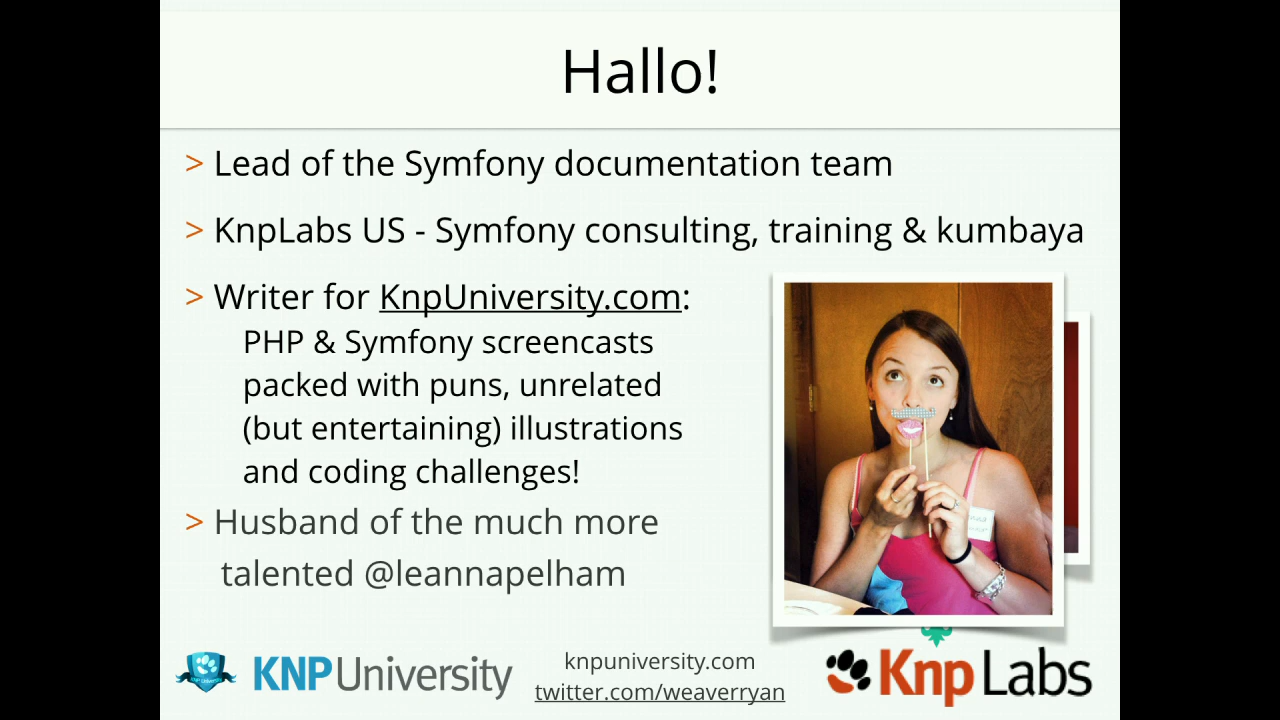 Hallo!
> Lead of the Symfony documentation team
> KnpLabs US - Symfony consulting, training & kumbaya
> Writer for KnpUniversity.com:
PHP & Symfony screencasts
packed with puns, unrelated
(but entertaining) illustrations
and coding challenges!
> Husband of the much more
talented @leannapelham
KNPUniversity
knpuniversity.com
twitter.com/weaverryan
Knp Labs